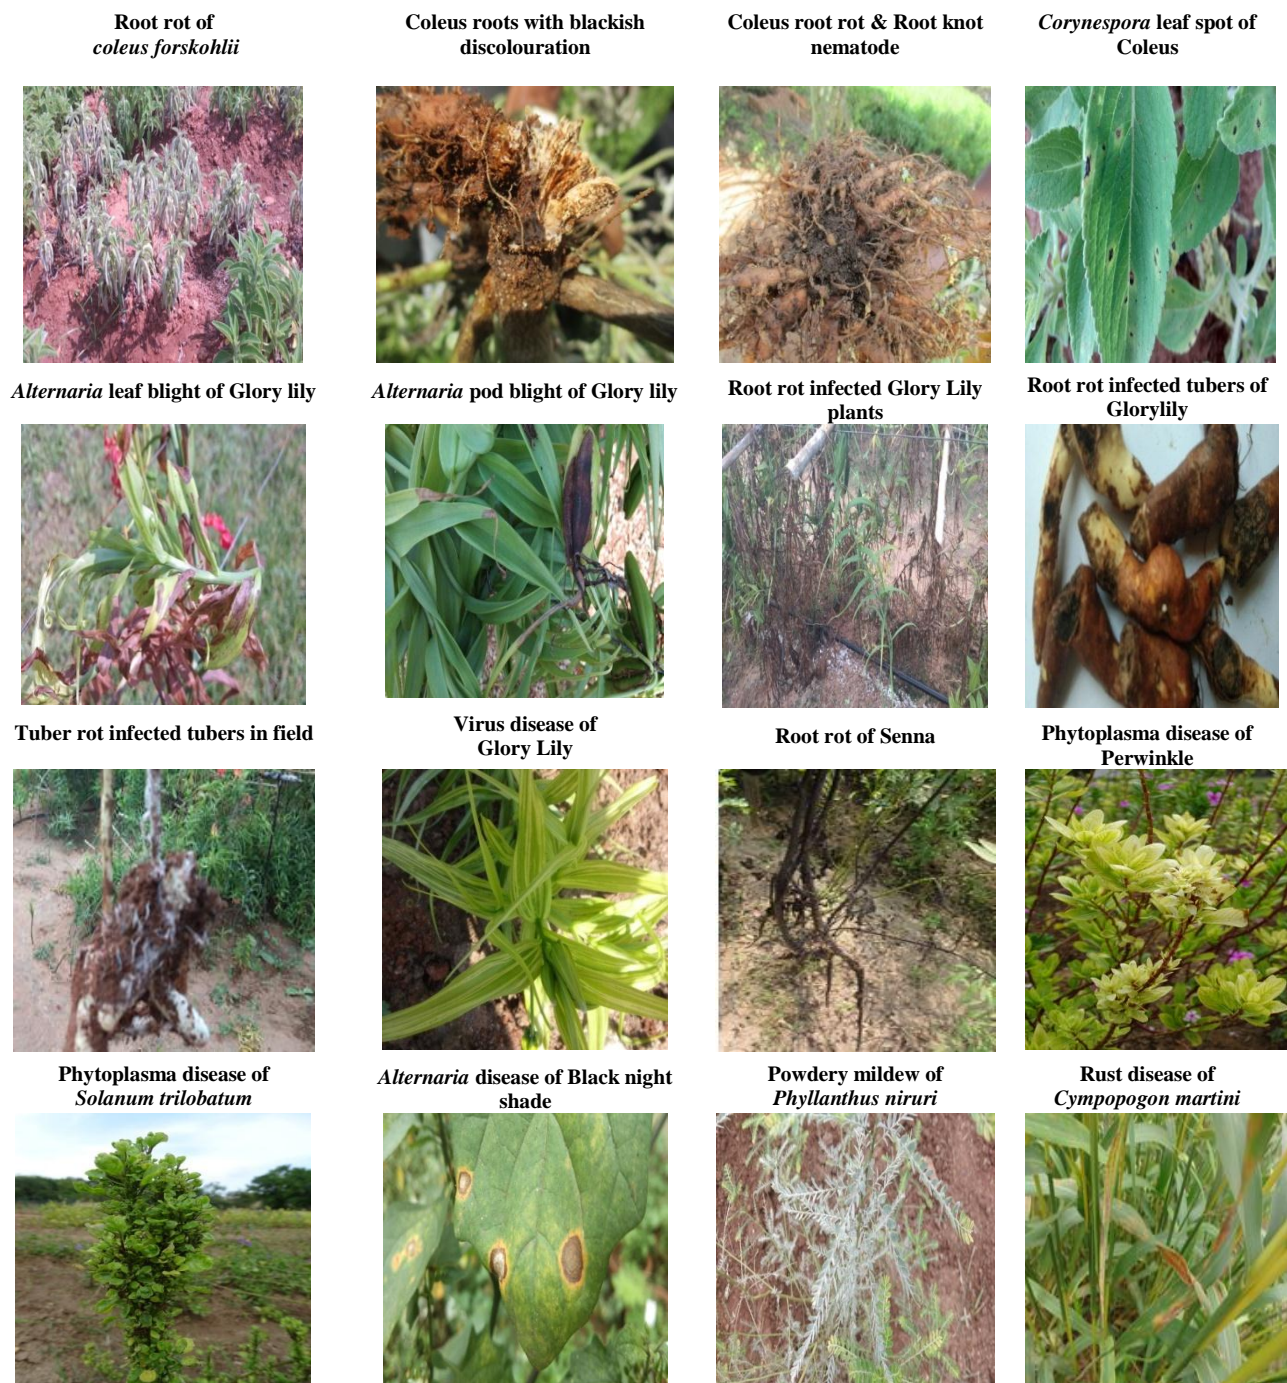 Root rot of
coleus forskohlii
Coleus roots with blackish
discolouration
Coleus root rot & Root knot
nematode
Corynespora leaf spot of
Coleus
Alternaria leaf blight of Glory lily
Alternaria pod blight of Glory lily
Root rot infected Glory Lily
plants
Root rot infected tubers of
Glorylily
Tuber rot infected tubers in field
Virus disease of
Glory Lily
Root rot of Senna
Phytoplasma disease of
Perwinkle
Phytoplasma disease of
Solanum trilobatum
Alternaria disease of Black night
shade
Powdery mildew of
Phyllanthus niruri
Rust disease of
Cympopogon martini